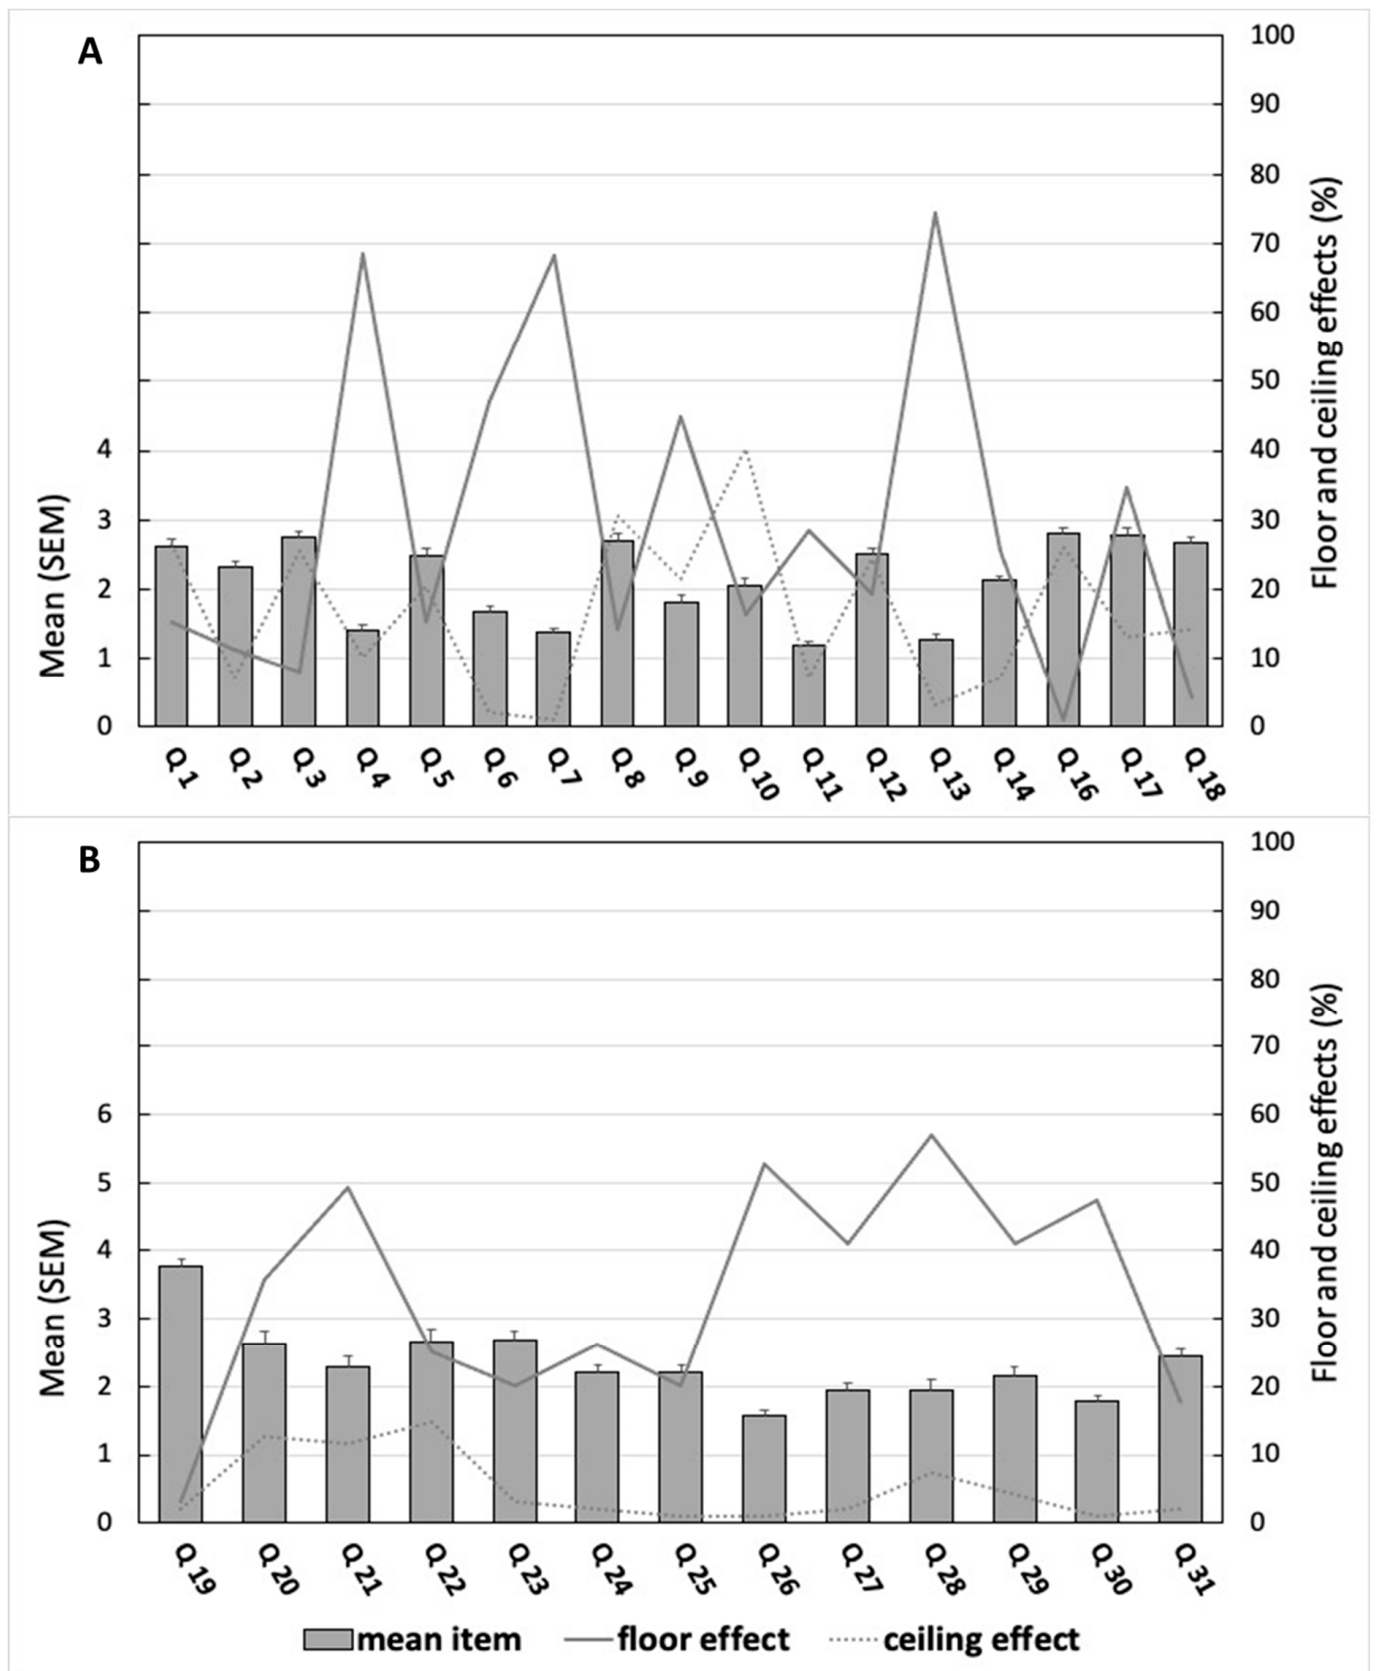 A
100
90
80
70
60
50
4 40
3 30
2 20
1 10
0 0
Mean (SEM)
Floor and ceiling effects (%)
Q 1 Q 2 Q 3 Q 4 Q 5 Q 6 Q 7 Q 8 Q 9 Q 10 Q 11 Q 12 Q 13 Q 14 Q 16 Q 17 Q 18
B
100
90
80
70
6 60
5 50
4 40
3 30
2 20
1 10
0 0
Mean (SEM)
Floor and ceiling effects (%)
Q 19 Q 20 Q 21 Q 22 Q 23 Q 24 Q 25 Q 26 Q 27 Q 28 Q 29 Q 30 Q 31
mean item floor effect ceiling effect